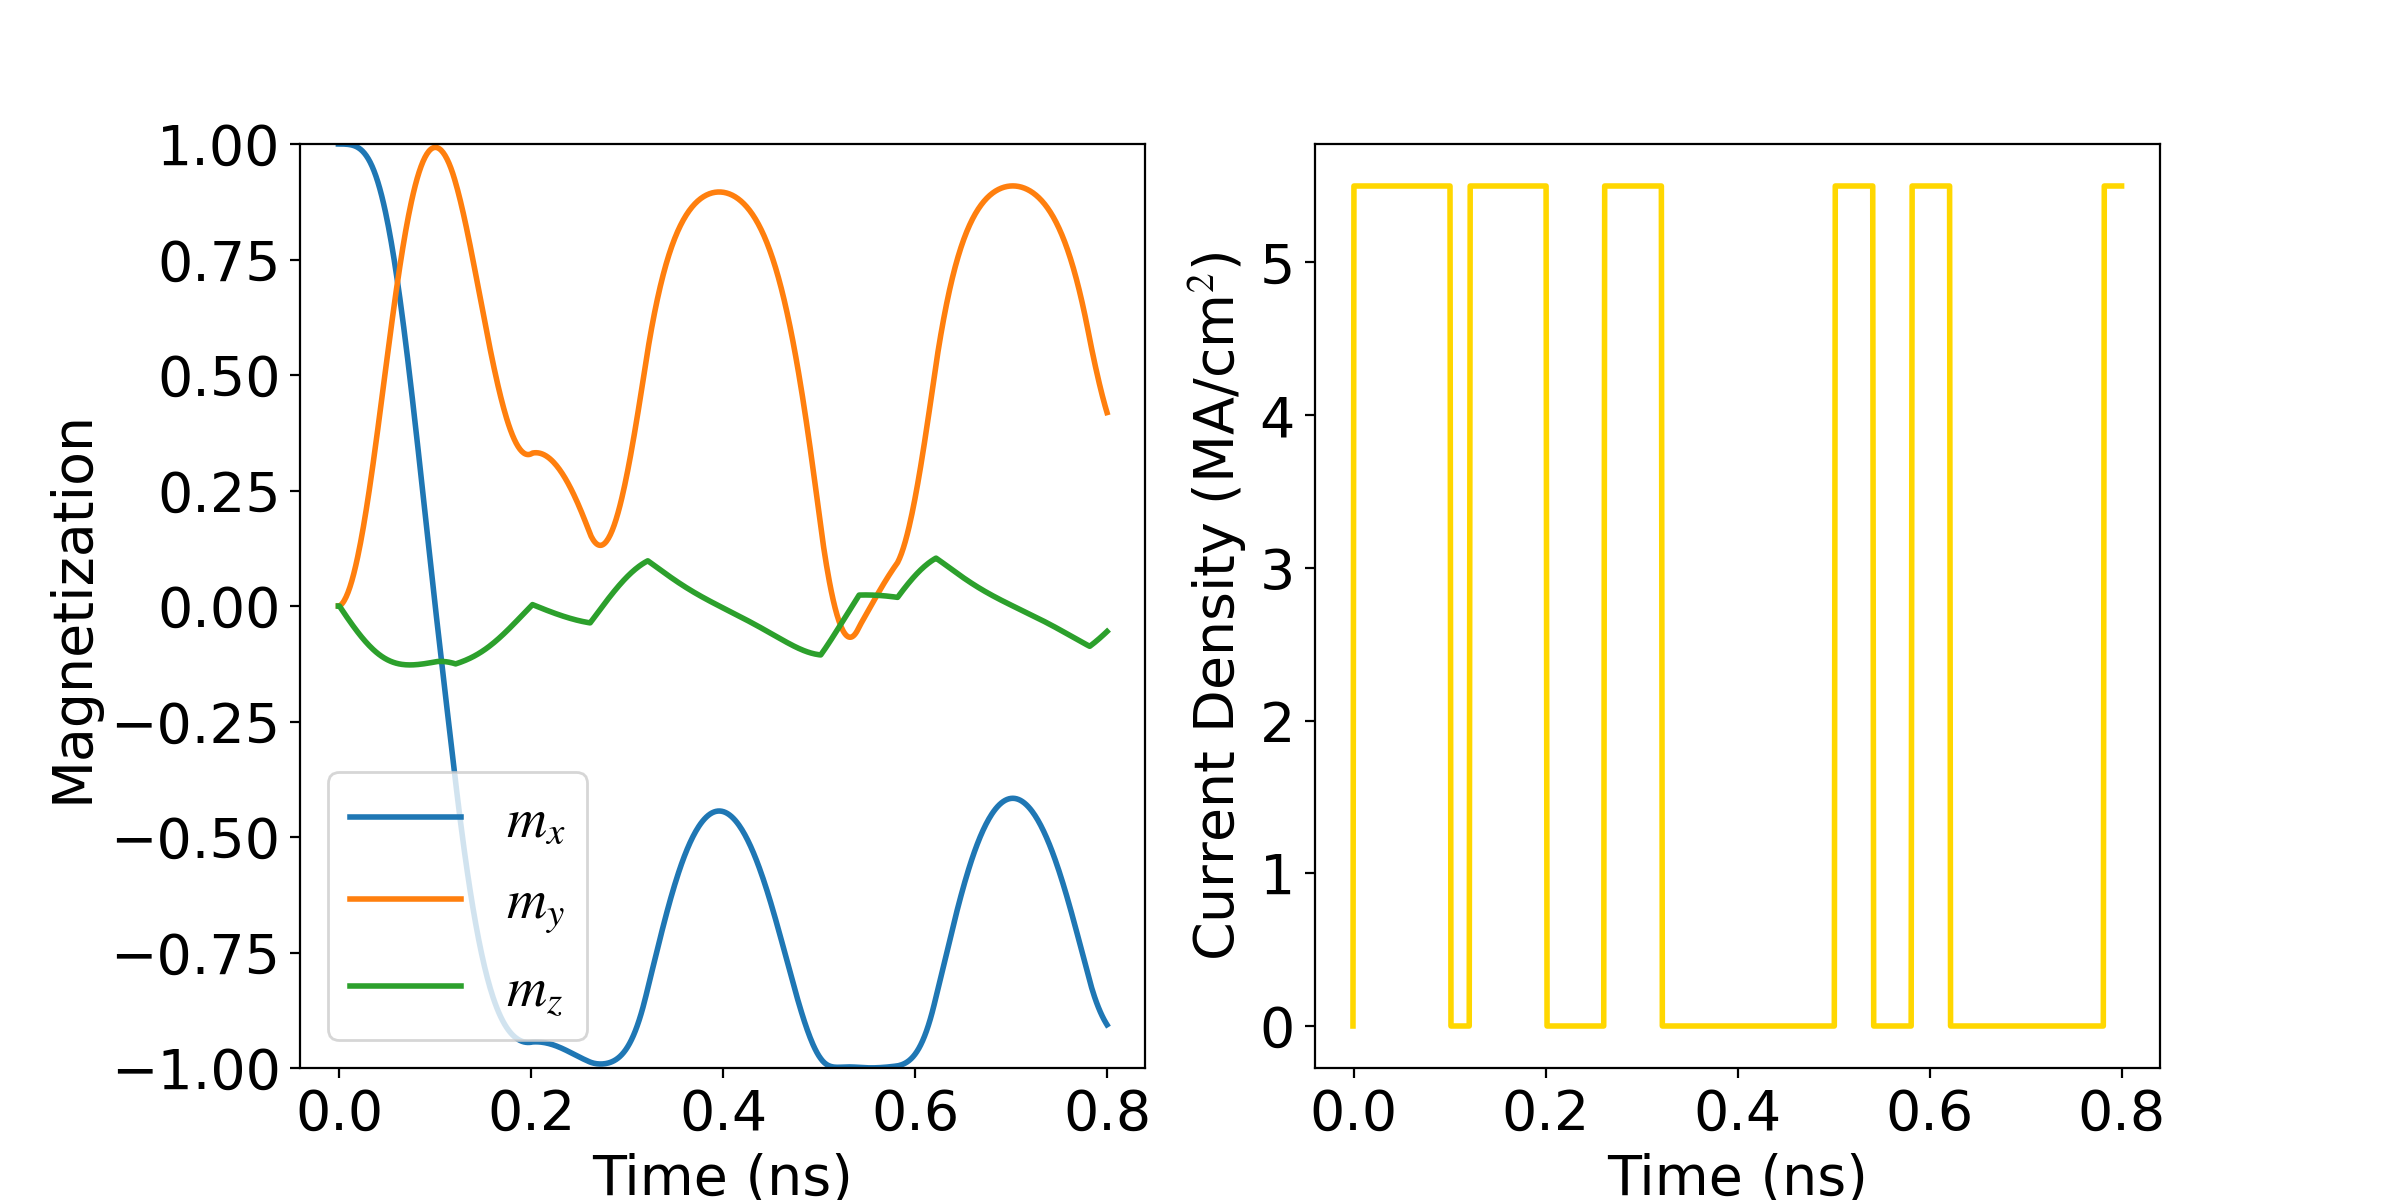 Magnetization
1.00
0.75
0.50
0.25
0.00
−0.25
−0.50
−0.75
−1.00
m_x
m_y
m_z
0.0 0.2 0.4 0.6 0.8
Time (ns)
Current Density (MA/cm²)
5
4
3
2
1
0
0.0 0.2 0.4 0.6 0.8
Time (ns)